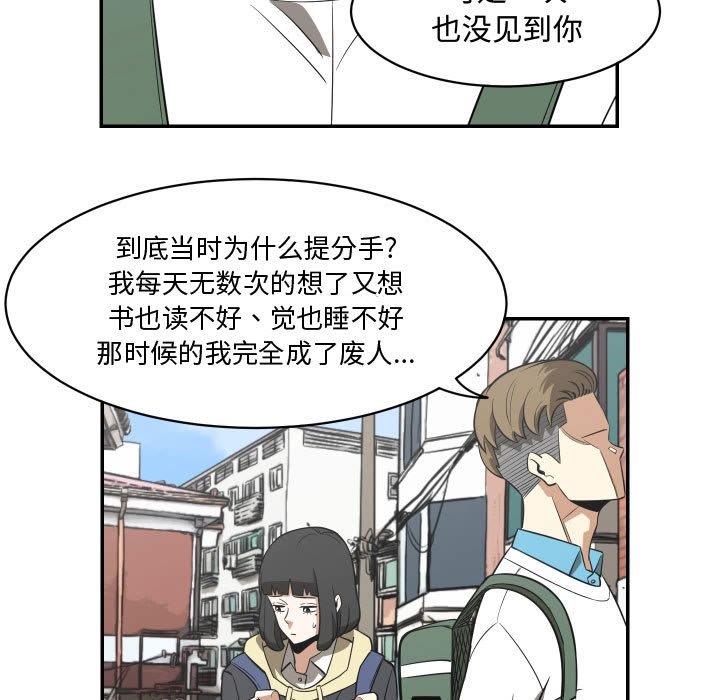 也没见到你
到底当时为什么提分手?
我每天无数次的想了又想
书也读不好、觉也睡不好
那时候的我完全成了废人...